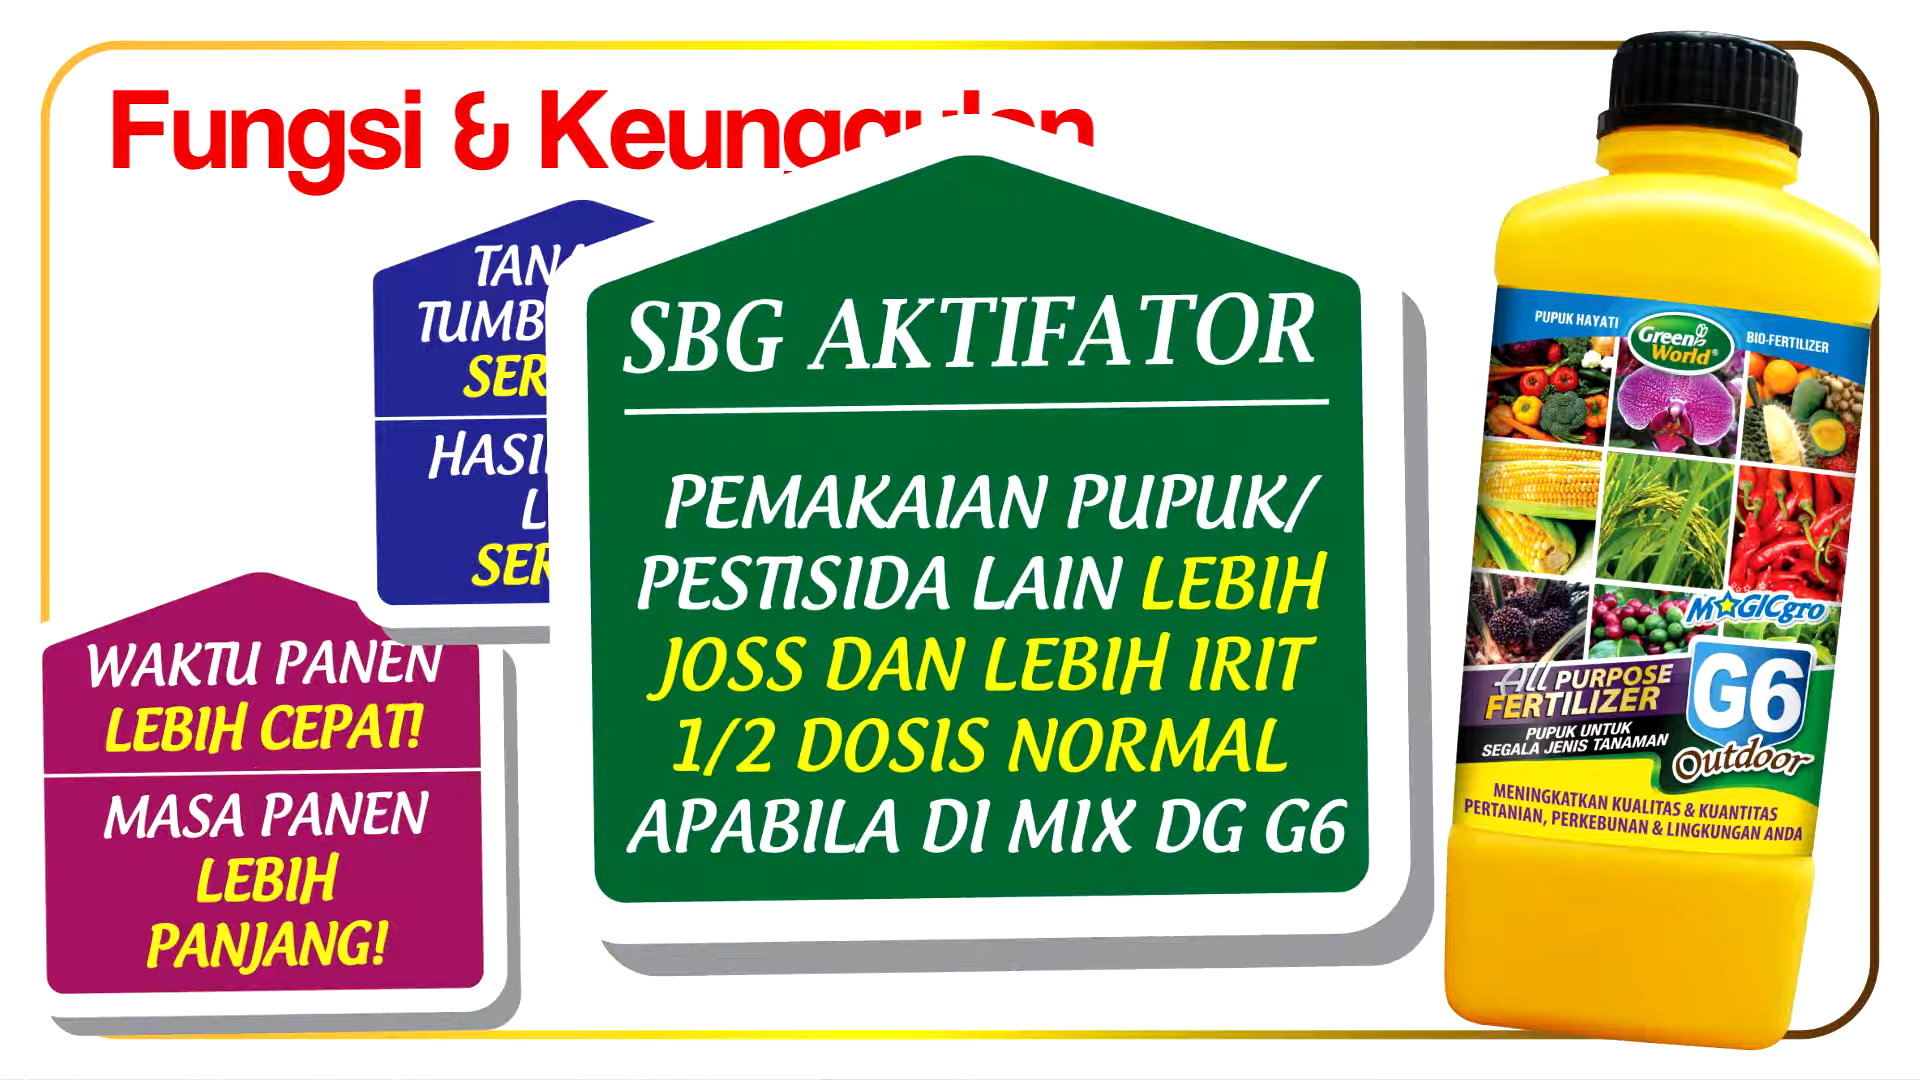 Fungsi & Keunggulan
TUMB
SER
HASI
SER
WAKTU PANEN
LEBIH CEPAT!
MASA PANEN
LEBIH
PANJANG!
SBG AKTIFATOR
PEMAKAIAN PUPUK/
PESTISIDA LAIN LEBIH
JOSS DAN LEBIH IRIT
1/2 DOSIS NORMAL
APABILA DI MIX DG G6
PUPUK HAYATI
Green World®
BIO-FERTILIZER
MAGICgro
All PURPOSE
FERTILIZER
PUPUK UNTUK
SEGALA JENIS TANAMAN
G6
Outdoor
MENINGKATKAN KUALITAS & KUANTITAS
PERTANIAN, PERKEBUNAN & LINGKUNGAN ANDA